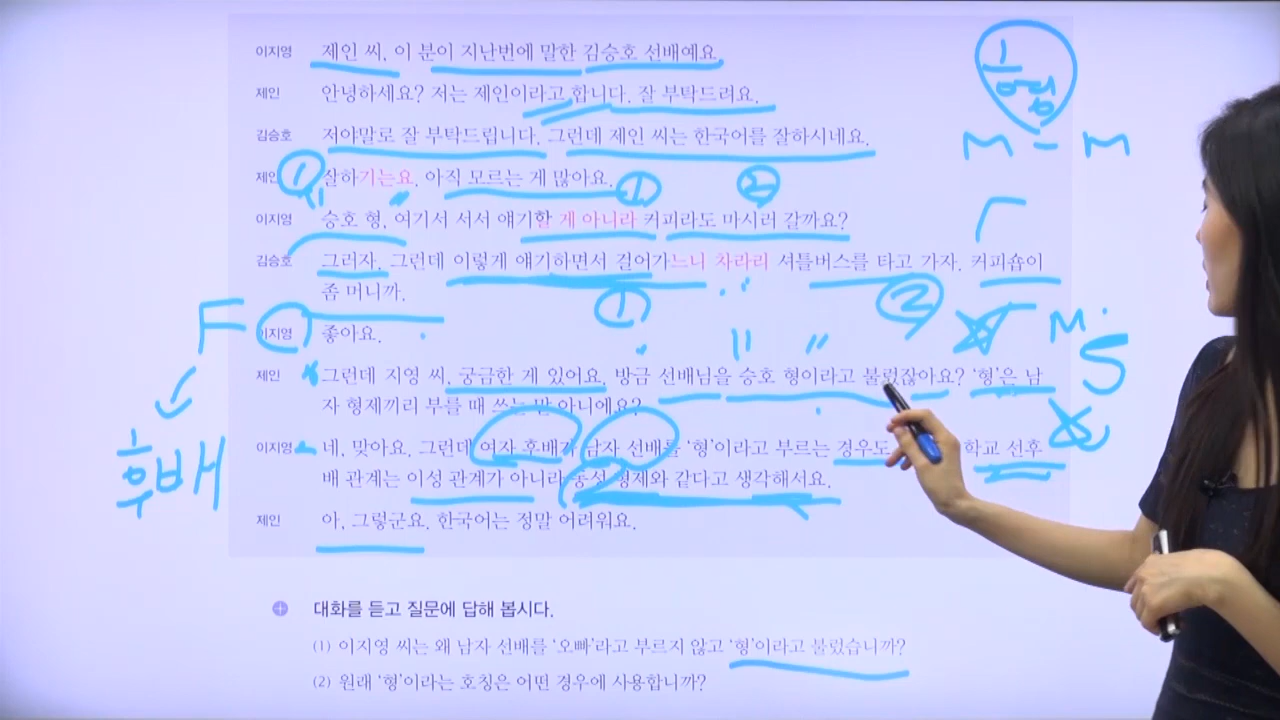 이지영 제인 씨, 이 분이 지난번에 말한 김승호 선배예요.
제인 안녕하세요? 저는 제인이라고 합니다. 잘 부탁드려요.
김승호 저야말로 잘 부탁드립니다. 그런데 제인 씨는 한국어를 잘하시네요.
제인 잘하기는요. 아직 모르는 게 많아요.
이지영 승호 형, 여기서 서서 얘기할 게 아니라 커피라도 마시러 갈까요?
김승호 그러자. 그런데 이렇게 얘기하면서 걸어가느니 차라리 셔틀버스를 타고 가자. 커피숍이
좀 머니까.
이지영 좋아요.
제인 그런데 지영 씨, 궁금한 게 있어요. 방금 선배님을 승호 형이라고 불렀잖아요? '형'은 남
자 형제끼리 부를 때 쓰는 말 아니에요?
이지영 네, 맞아요. 그런데 여자 후배가 남자 선배를 '형'이라고 부르는 경우도 학교 선후
배 관계는 이성 관계가 아니라 동성 형제와 같다고 생각해서요.
제인 아, 그렇군요. 한국어는 정말 어려워요.
대화를 듣고 질문에 답해 봅시다.
(1) 이지영 씨는 왜 남자 선배를 '오빠'라고 부르지 않고 '형'이라고 불렀습니까?
(2) 원래 '형'이라는 호칭은 어떤 경우에 사용합니까?
형
M - M
① ① ②
① ②
F
후배
M
S